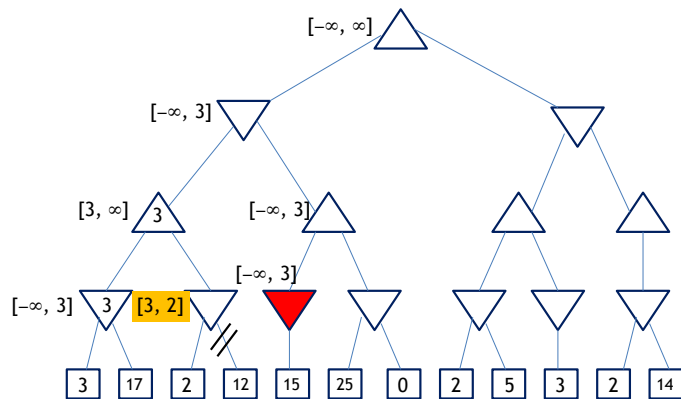 [−∞, ∞]
[−∞, 3]
[3, ∞] 3 [−∞, 3]
[−∞, 3]
[−∞, 3] 3 [3, 2]
3 17 2 12 15 25 0 2 5 3 2 14